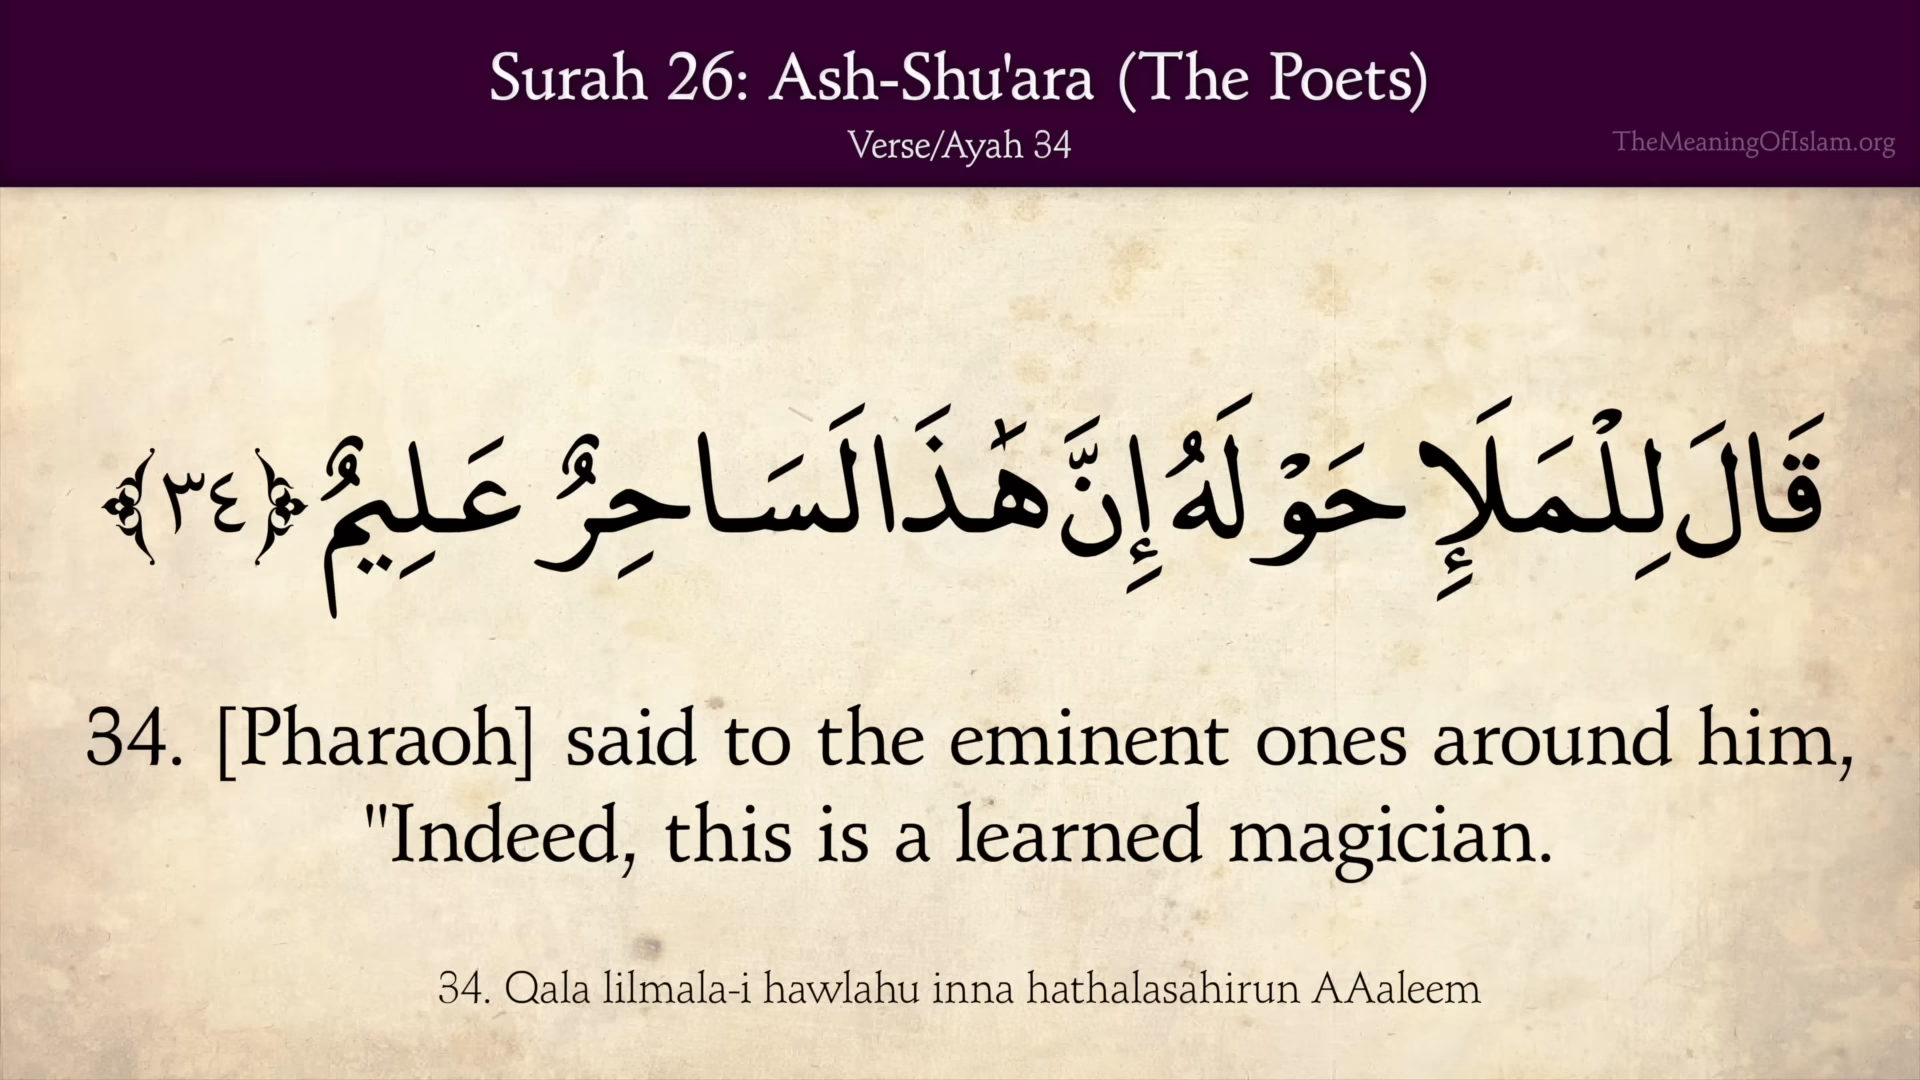 Surah 26: Ash-Shu'ara (The Poets)
Verse/Ayah 34
TheMeaningOfIslam.org
قَالَ لِلْمَلَإِ حَوْلَهُ إِنَّ هَٰذَا لَسَاحِرٌ عَلِيمٌ ﴿٣٤﴾
34. [Pharaoh] said to the eminent ones around him,
"Indeed, this is a learned magician.
34. Qala lilmala-i hawlahu inna hathalasahirun AAaleem